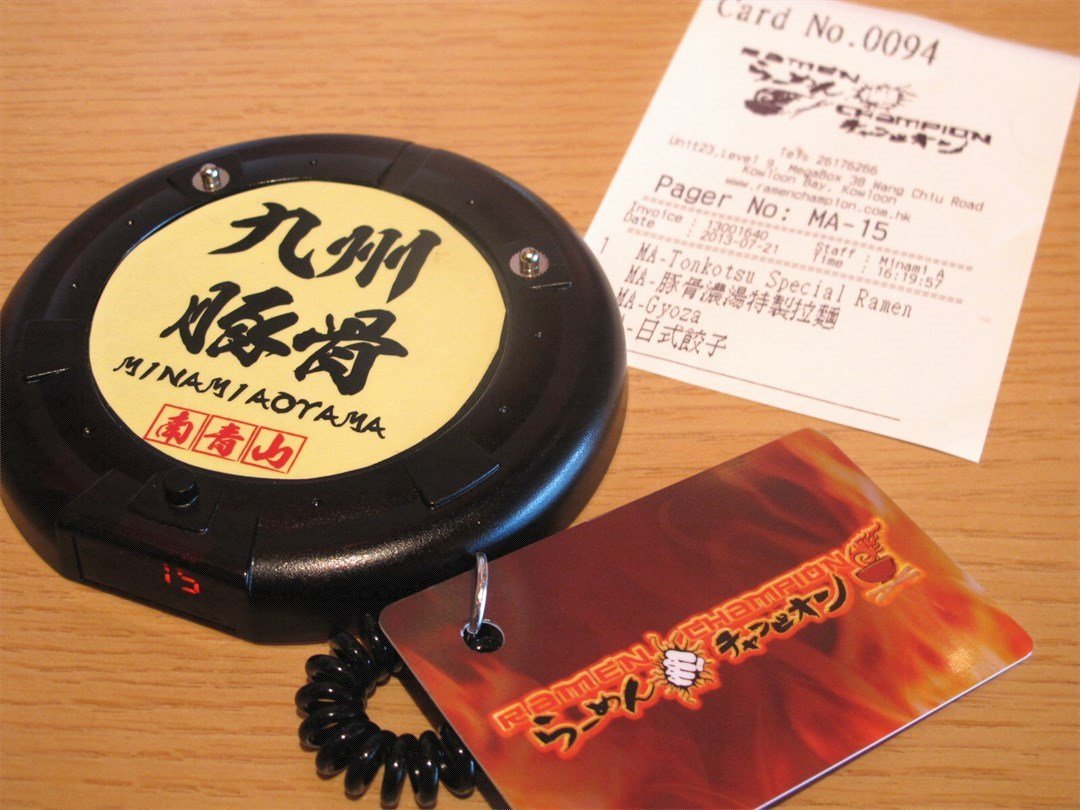 九州
豚骨
MINAMIAOYAMA
南青山
15
Card No.0094
RAMEN
らーめん
CHAMPION
チャンピオン
Tel: 26176266
Unit23,Level 9, MegaBox 38 Wang Chiu Road
Kowloon Bay, Kowloon
www.ramenchampion.com.hk
Pager No: MA-15
Invoice : 13001640 Staff : Minami A
Date : 2013-07-21 Time : 16:19:57
1 MA-Tonkotsu Special Ramen
MA-豚骨濃湯特製拉麵
MA-Gyoza
-日式餃子
RAMEN CHAMPION
らーめん チャンピオン